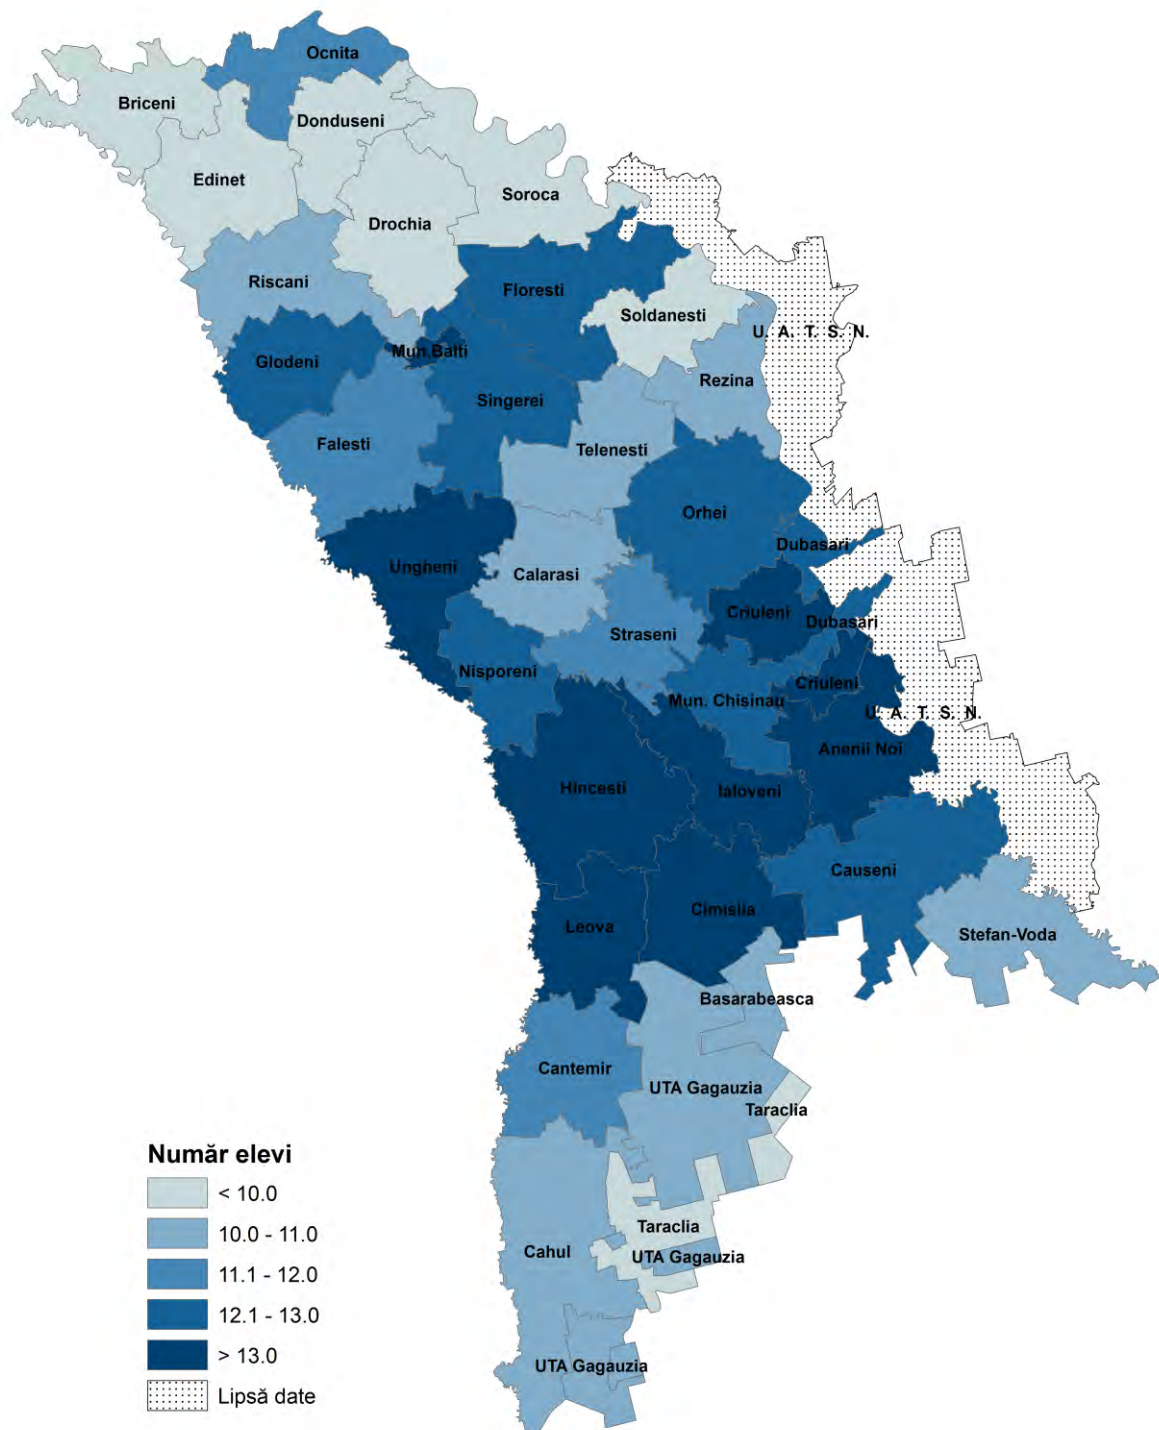 Ocnita
Briceni
Donduseni
Edinet
Soroca
Drochia
Riscani
Floresti
Soldanesti
U. A. T. S. N.
Mun.Balti
Glodeni
Rezina
Singerei
Falesti
Telenesti
Orhei
Dubasari
Ungheni
Calarasi
Criuleni
Dubasari
Straseni
Nisporeni
Criuleni
Mun. Chisinau
U. A. T. S. N.
Anenii Noi
Hincesti
Ialoveni
Causeni
Cimislia
Leova
Stefan-Voda
Basarabeasca
Cantemir
UTA Gagauzia
Taraclia
Număr elevi
< 10.0
10.0 - 11.0
11.1 - 12.0
12.1 - 13.0
> 13.0
Lipsă date
Taraclia
Cahul
UTA Gagauzia
UTA Gagauzia